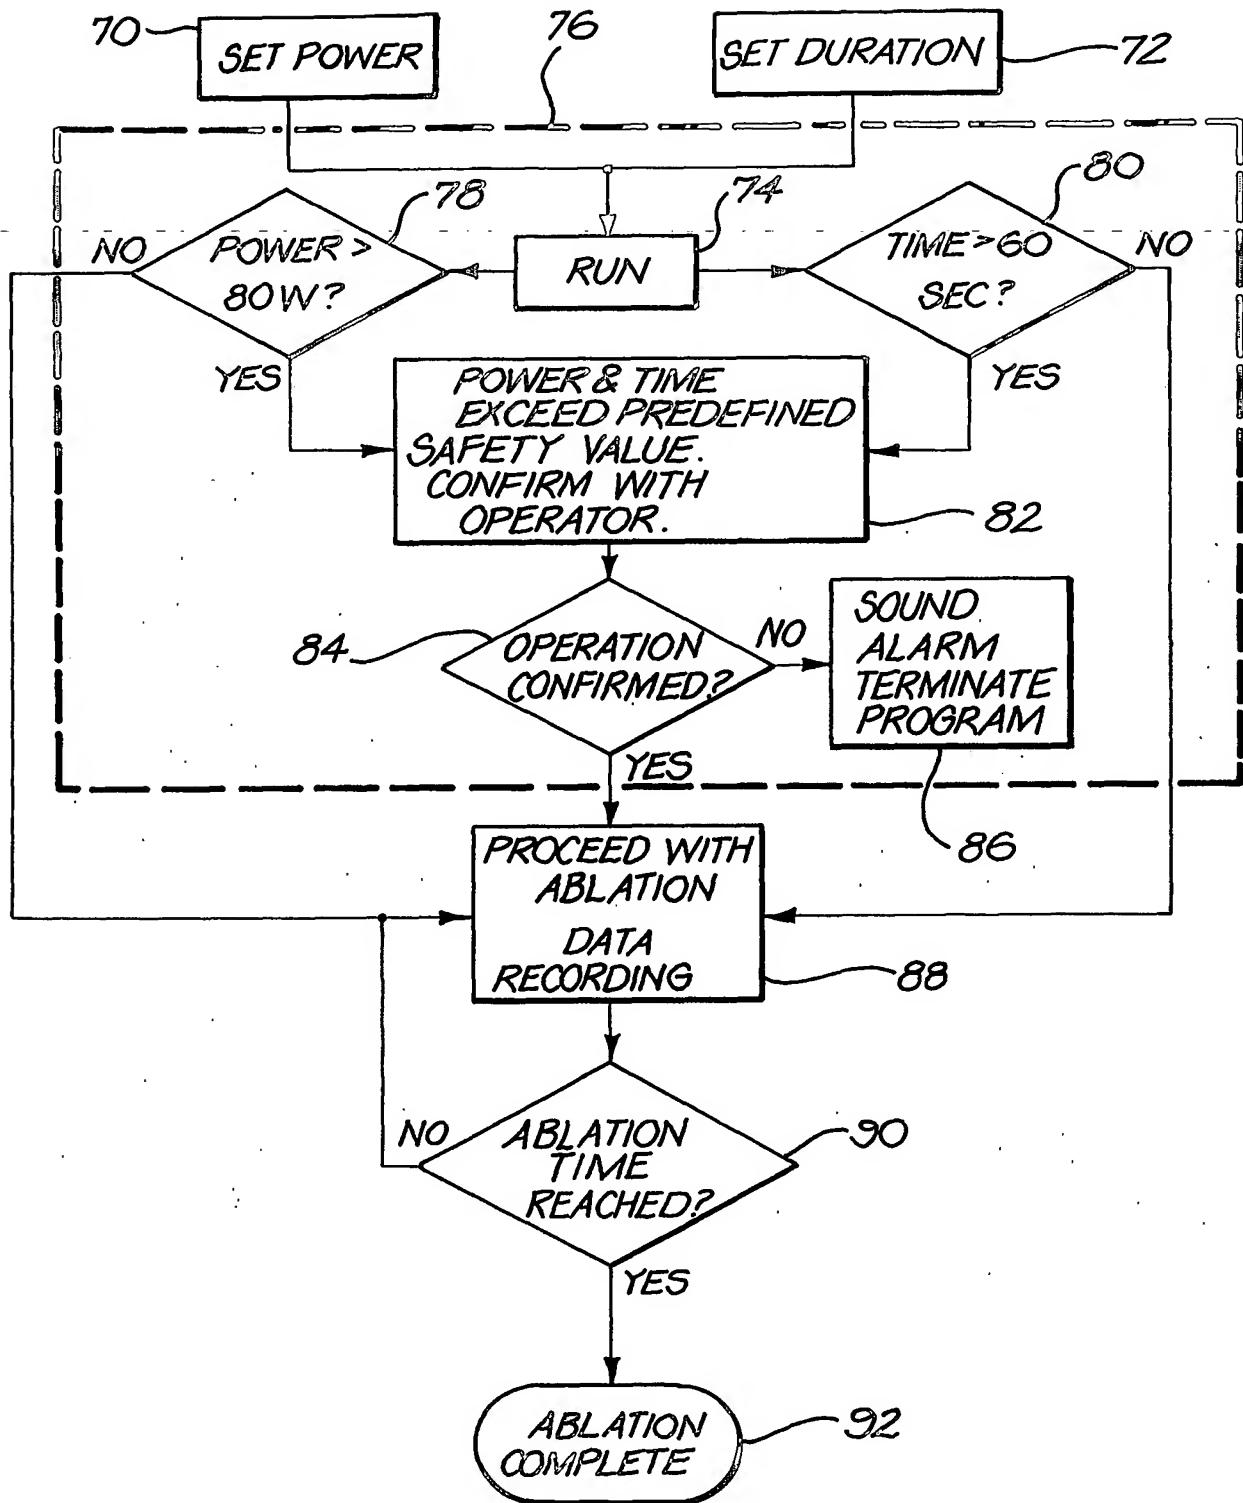 70
SET POWER
76
SET DURATION
72
78
74
80
NO
POWER >
80W?
RUN
TIME > 60
SEC?
NO
YES
POWER & TIME
EXCEED PREDEFINED
SAFETY VALUE.
CONFIRM WITH
OPERATOR.
YES
82
84
OPERATION
CONFIRMED?
NO
SOUND
ALARM
TERMINATE
PROGRAM
YES
86
PROCEED WITH
ABLATION
DATA
RECORDING
88
NO
ABLATION
TIME
REACHED?
90
YES
ABLATION
COMPLETE
92